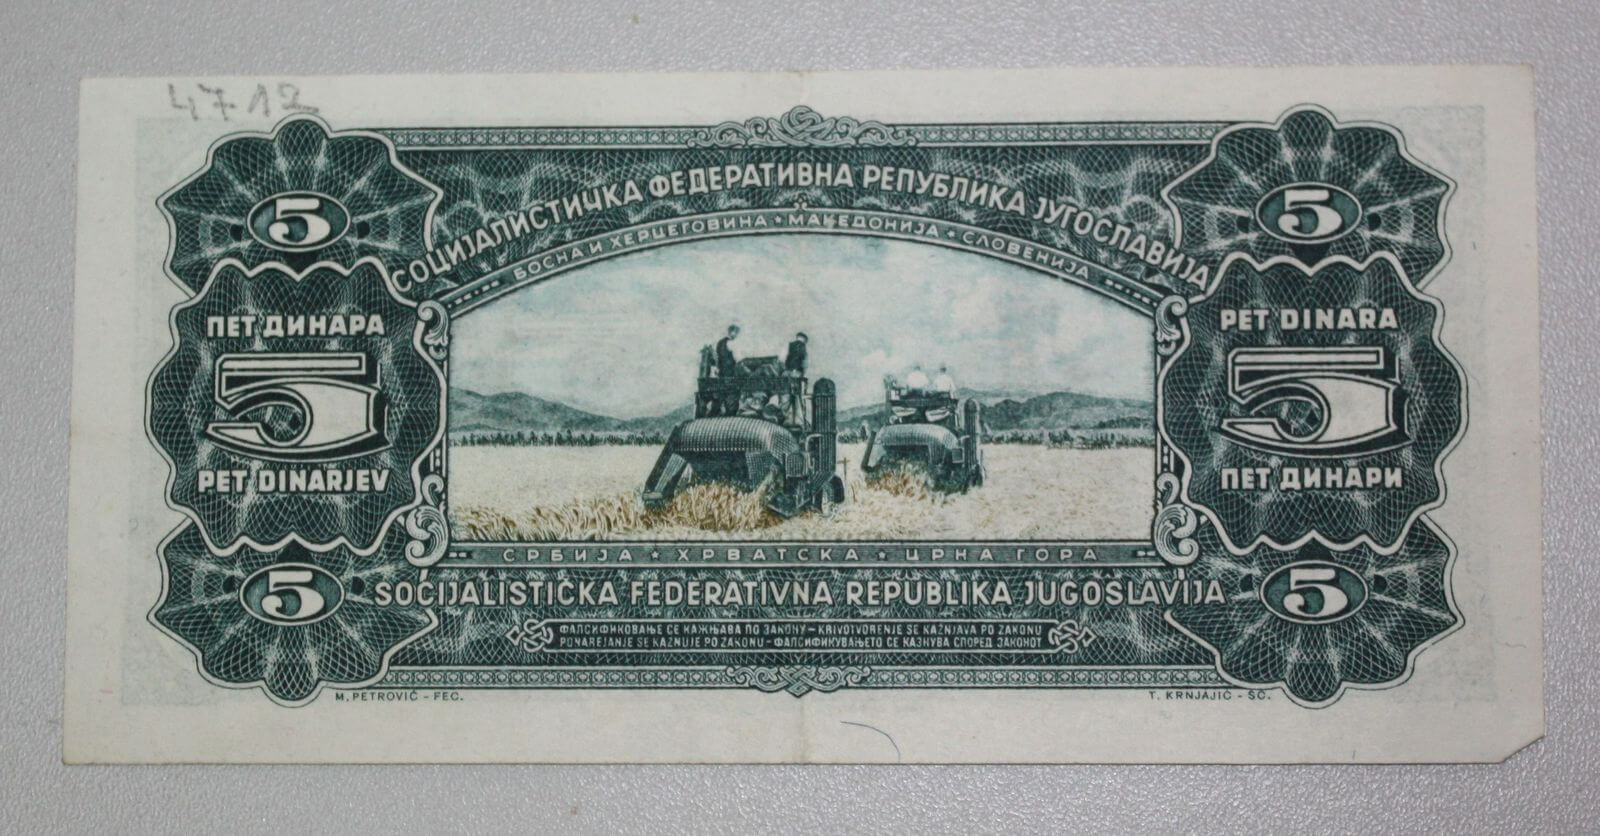 4712
5
5
СОЦИЈАЛИСТИЧКА ФЕДЕРАТИВНА РЕПУБЛИКА ЈУГОСЛАВИЈА
БОСНА И ХЕРЦЕГОВИНА ★ МАКЕДОНИЈА ★ СЛОВЕНИЈА
ПЕТ ДИНАРА
5
PET DINARJEV
PET DINARA
5
ПЕТ ДИНАРИ
СРБИЈА ★ ХРВАТСКА ★ ЦРНА ГОРА
5
SOCIJALISTIČKA FEDERATIVNA REPUBLIKA JUGOSLAVIJA
5
ФАЛСИФИКОВАЊЕ СЕ КАЖЊАВА ПО ЗАКОНУ – KRIVOTVORENJE SE KAŽNJAVA PO ZAKONU
PONAREJANJE SE KAZNUJE PO ZAKONU – ФАЛСИФИКУВАЊЕТО СЕ КАЗНУВА СПОРЕД ЗАКОНОТ
M. PETROVIĆ – FEC.
T. KRNJAJIĆ – SC.